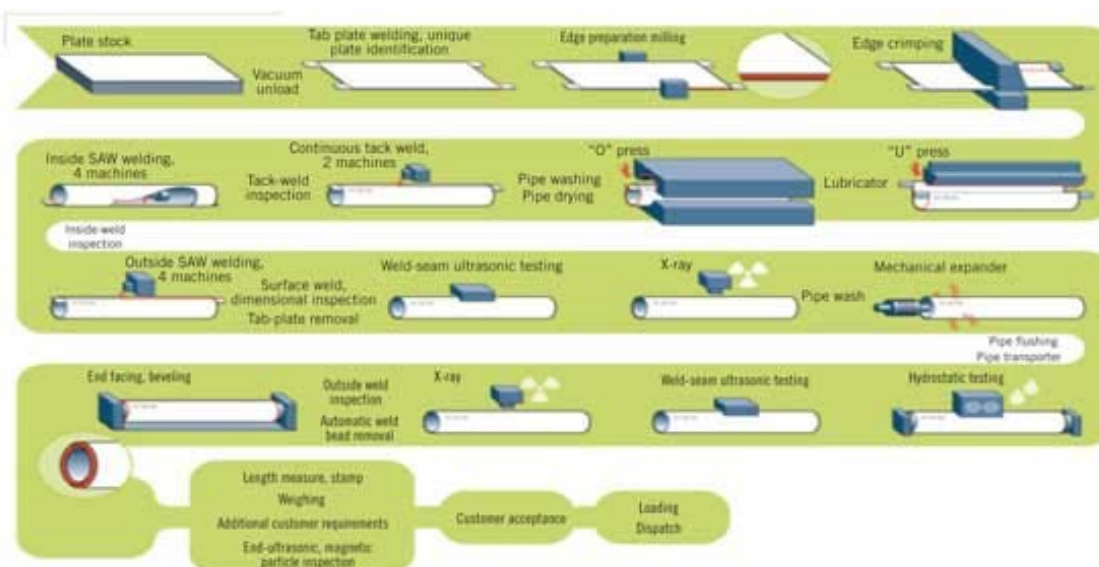 Plate stock
Vacuum
unload
Tab plate welding, unique
plate identification
Edge preparation milling
Edge crimping
Inside SAW welding,
4 machines
Tack-weld
inspection
Continuous tack weld,
2 machines
"O" press
Pipe washing
Pipe drying
"U" press
Lubricator
Inside-weld
inspection
Outside SAW welding,
4 machines
Surface weld,
dimensional inspection
Tab-plate removal
Weld-seam ultrasonic testing
X-ray
Pipe wash
Mechanical expander
Pipe flushing
Pipe transporter
End facing, beveling
Outside weld
inspection
Automatic weld
bead removal
X-ray
Weld-seam ultrasonic testing
Hydrostatic testing
Length measure, stamp
Weighing
Additional customer requirements
End-ultrasonic, magnetic
particle inspection
Customer acceptance
Loading
Dispatch